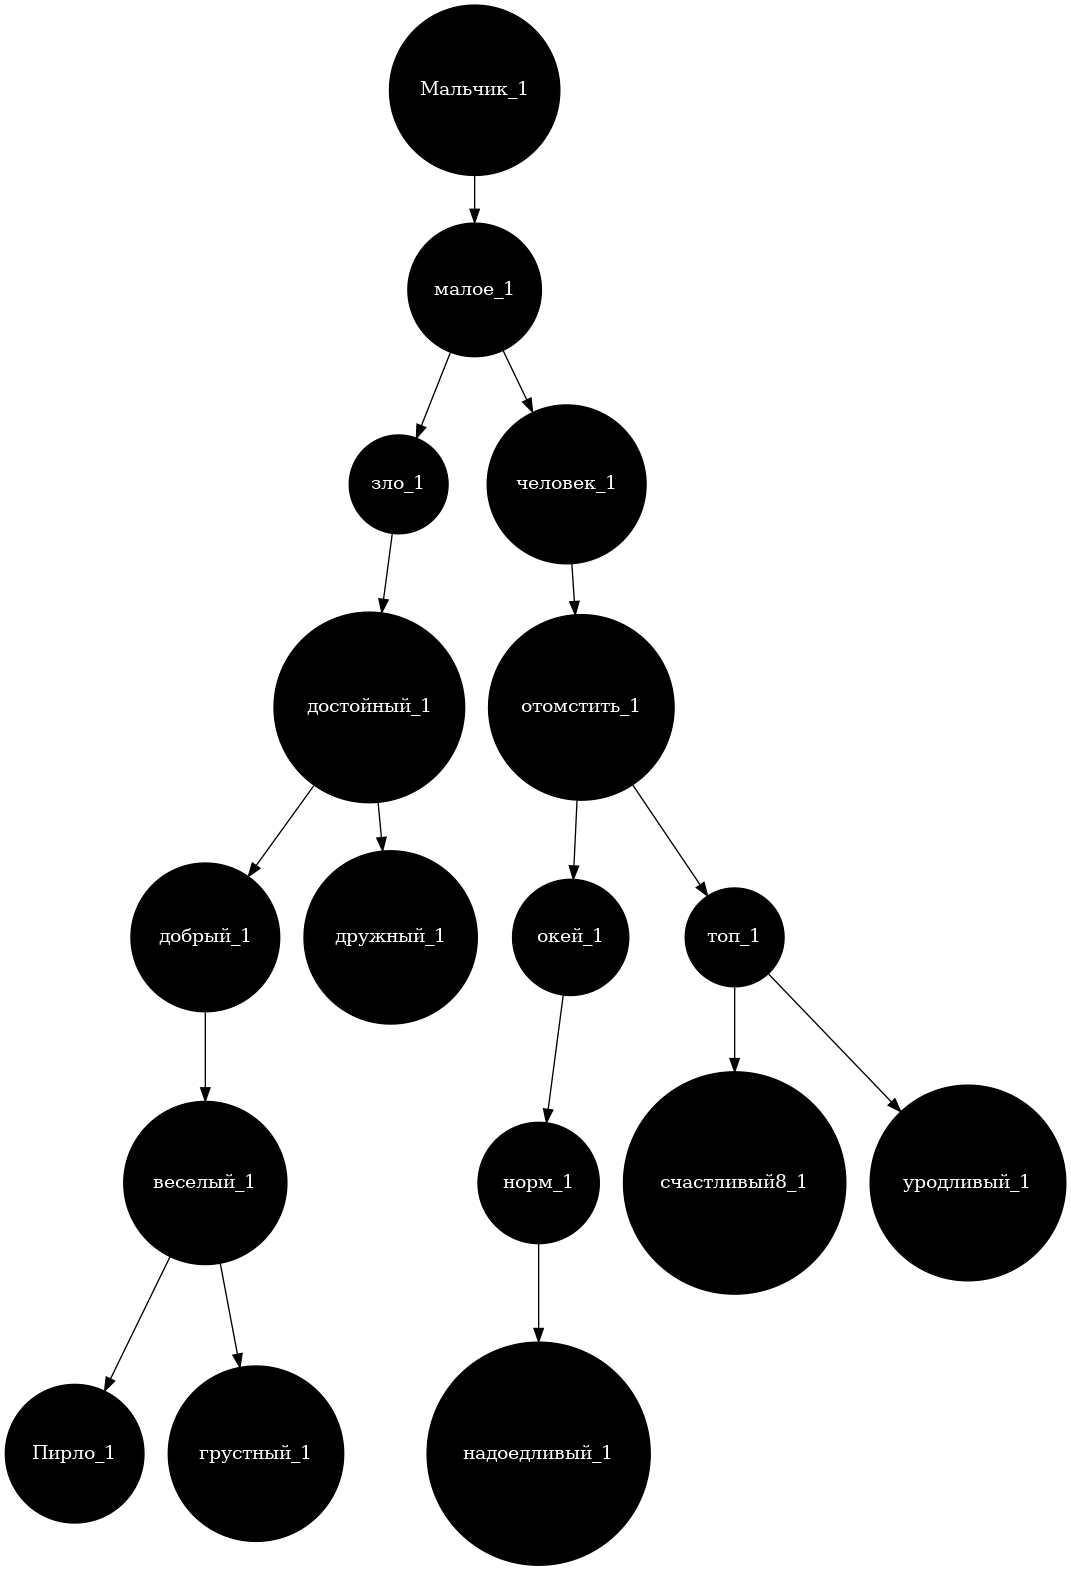 Мальчик_1
малое_1
зло_1
человек_1
достойный_1
отомстить_1
добрый_1
дружный_1
окей_1
топ_1
веселый_1
норм_1
счастливый8_1
уродливый_1
Пирло_1
грустный_1
надоедливый_1